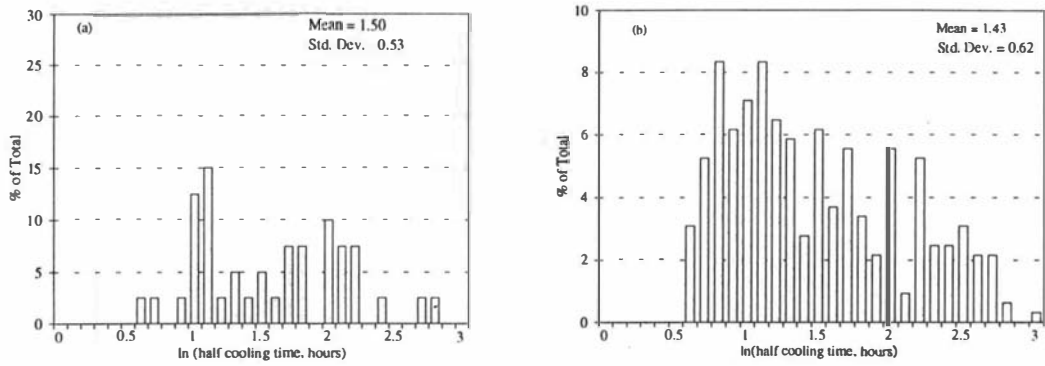 (a)
Mean = 1.50
Std. Dev. 0.53
30
25
20
15
10
5
0
% of Total
0 0.5 1 1.5 2 2.5 3
ln (half cooling time, hours)
(b)
Mean = 1.43
Std. Dev. = 0.62
10
8
6
4
2
0
% of Total
0 0.5 1 1.5 2 2.5 3
ln(half cooling time, hours)